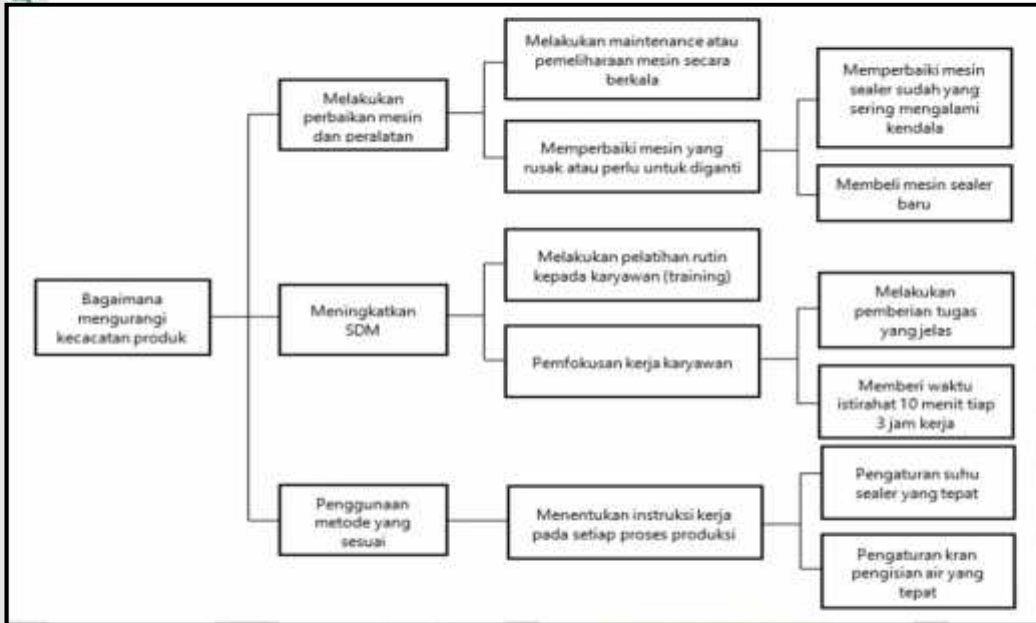 Bagaimana
mengurangi
kecacatan produk
Melakukan
perbaikan mesin
dan peralatan
Melakukan maintenance atau
pemeliharaan mesin secara
berkala
Memperbaiki mesin yang
rusak atau perlu untuk diganti
Memperbaiki mesin
sealer sudah yang
sering mengalami
kendala
Membeli mesin sealer
baru
Meningkatkan
SDM
Melakukan pelatihan rutin
kepada karyawan (training)
Pemfokusan kerja karyawan
Melakukan
pemberian tugas
yang jelas
Memberi waktu
istirahat 10 menit tiap
3 jam kerja
Penggunaan
metode yang
sesuai
Menentukan instruksi kerja
pada setiap proses produksi
Pengaturan suhu
sealer yang tepat
Pengaturan kran
pengisian air yang
tepat